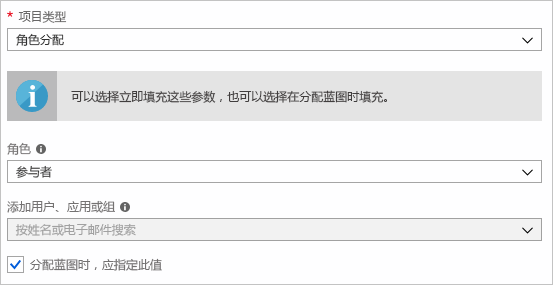 * 项目类型
角色分配
可以选择立即填充这些参数，也可以选择在分配蓝图时填充。
角色
参与者
添加用户、应用或组
按姓名或电子邮件搜索
分配蓝图时，应指定此值